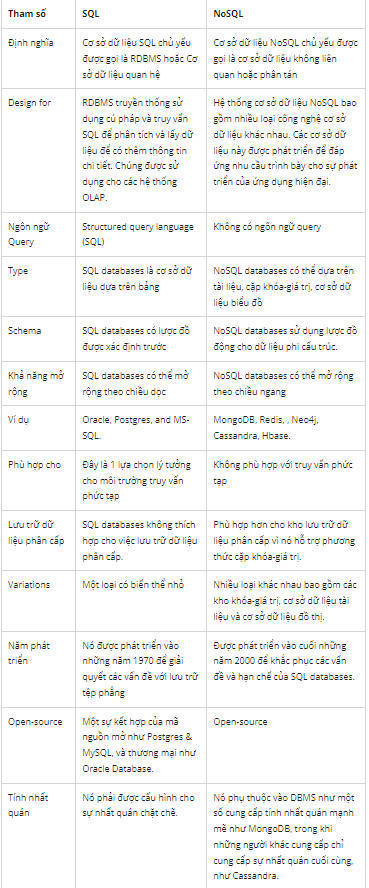 Tham số SQL NoSQL
Định nghĩa
Cơ sở dữ liệu SQL chủ yếu
được gọi là RDBMS hoặc Cơ
sở dữ liệu quan hệ
Cơ sở dữ liệu NoSQL chủ yếu được
gọi là cơ sở dữ liệu không liên
quan hoặc phân tán
Design for
RDBMS truyền thống sử
dụng cú pháp và truy vấn
SQL để phân tích và lấy dữ
liệu để có thêm thông tin
chi tiết. Chúng được sử
dụng cho các hệ thống
OLAP.
Hệ thống cơ sở dữ liệu NoSQL bao
gồm nhiều loại công nghệ cơ sở
dữ liệu khác nhau. Các cơ sở dữ
liệu này được phát triển để đáp
ứng nhu cầu trình bày cho sự phát
triển của ứng dụng hiện đại.
Ngôn ngữ
Query
Structured query language
(SQL)
Không có ngôn ngữ query
Type
SQL databases là cơ sở dữ
liệu dựa trên bảng
NoSQL databases có thể dựa trên
tài liệu, cặp khóa-giá trị, cơ sở dữ
liệu biểu đồ
Schema
SQL databases có lược đồ
được xác định trước
NoSQL databases sử dụng lược đồ
động cho dữ liệu phi cấu trúc.
Khả năng mở
rộng
SQL databases có thể mở
rộng theo chiều dọc
NoSQL databases có thể mở rộng
theo chiều ngang
Ví dụ
Oracle, Postgres, and MS-
SQL.
MongoDB, Redis, , Neo4j,
Cassandra, Hbase.
Phù hợp cho
Đây là 1 lựa chọn lý tưởng
cho môi trường truy vấn
phức tạp
Không phù hợp với truy vấn phức
tạp
Lưu trữ dữ
liệu phân cấp
SQL databases không thích
hợp cho việc lưu trữ dữ liệu
phân cấp.
Phù hợp hơn cho kho lưu trữ dữ
liệu phân cấp vì nó hỗ trợ phương
thức cặp khóa-giá trị.
Variations
Một loại có biến thể nhỏ
Nhiều loại khác nhau bao gồm các
kho khóa-giá trị, cơ sở dữ liệu tài
liệu và cơ sở dữ liệu đồ thị.
Năm phát
triển
Nó được phát triển vào
những năm 1970 để giải
quyết các vấn đề với lưu trữ
tệp phẳng
Được phát triển vào cuối những
năm 2000 để khắc phục các vấn
đề và hạn chế của SQL databases.
Open-source
Một sự kết hợp của mã
nguồn mở như Postgres &
MySQL, và thương mại như
Oracle Database.
Open-source
Tính nhất
quán
Nó phải được cấu hình cho
sự nhất quán chặt chẽ.
Nó phụ thuộc vào DBMS như một
số cung cấp tính nhất quán mạnh
mẽ như MongoDB, trong khi
những người khác cung cấp chỉ
cung cấp sự nhất quán cuối cùng,
như Cassandra.